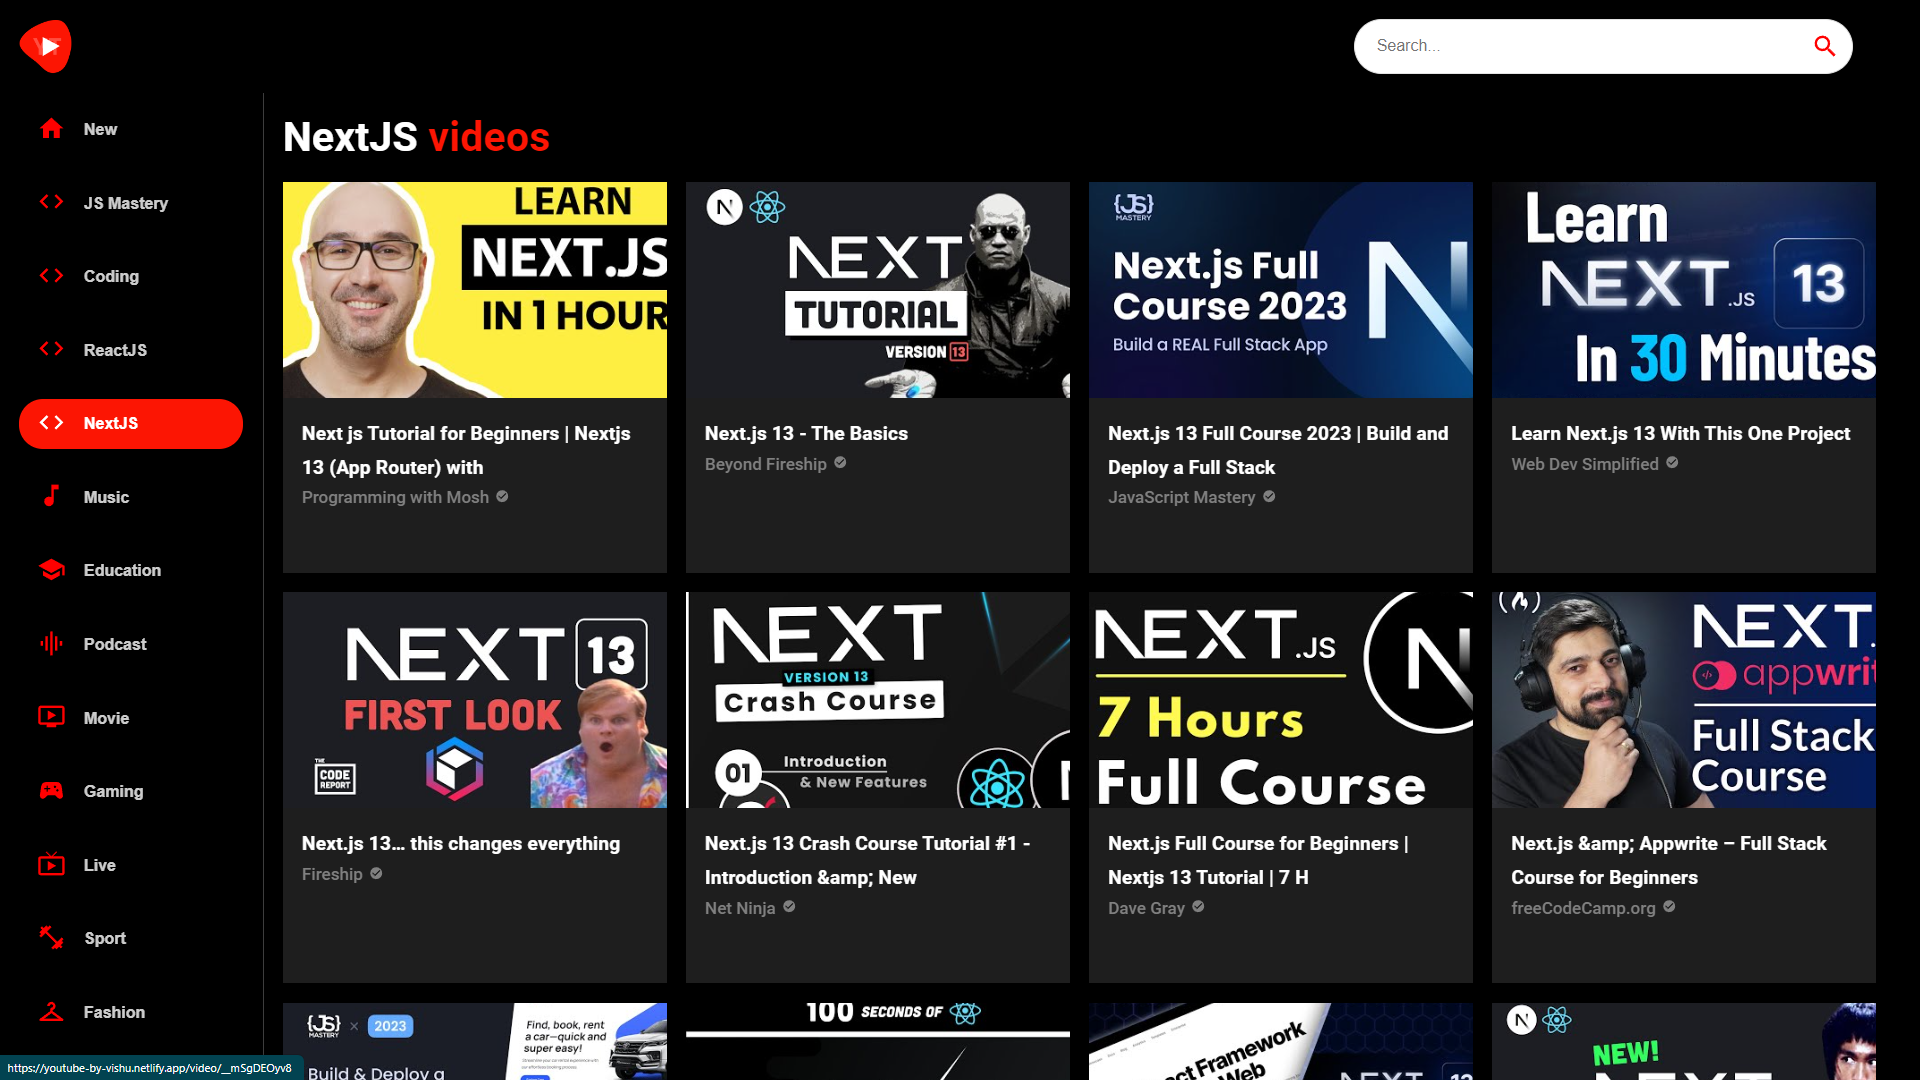 YT
Search...
New
JS Mastery
Coding
ReactJS
NextJS
Music
Education
Podcast
Movie
Gaming
Live
Sport
Fashion
NextJS videos
LEARN
NEXT.JS
IN 1 HOUR
Next js Tutorial for Beginners | Nextjs
13 (App Router) with
Programming with Mosh
N
NEXT
TUTORIAL
VERSION 13
Next.js 13 - The Basics
Beyond Fireship
{JS}
MASTERY
Next.js Full
Course 2023
Build a REAL Full Stack App
N
Next.js 13 Full Course 2023 | Build and
Deploy a Full Stack
JavaScript Mastery
Learn
NEXT.JS 13
In 30 Minutes
Learn Next.js 13 With This One Project
Web Dev Simplified
NEXT 13
FIRST LOOK
THE
CODE
REPORT
Next.js 13… this changes everything
Fireship
NEXT
VERSION 13
Crash Course
01 Introduction
& New Features
Next.js 13 Crash Course Tutorial #1 -
Introduction &amp; New
Net Ninja
NEXT.JS
N
7 Hours
Full Course
Next.js Full Course for Beginners |
Nextjs 13 Tutorial | 7 H
Dave Gray
NEXT.
appwrit
Full Stack
Course
Next.js &amp; Appwrite – Full Stack
Course for Beginners
freeCodeCamp.org
{JS} × 2023
MASTERY
Find, book, rent
a car—quick and
super easy!
Build & Deploy a
100 SECONDS OF
ct Framework
Web
NEXT 13
N
NEW!
NEXT
https://youtube-by-vishu.netlify.app/video/__mSgDEOyv8